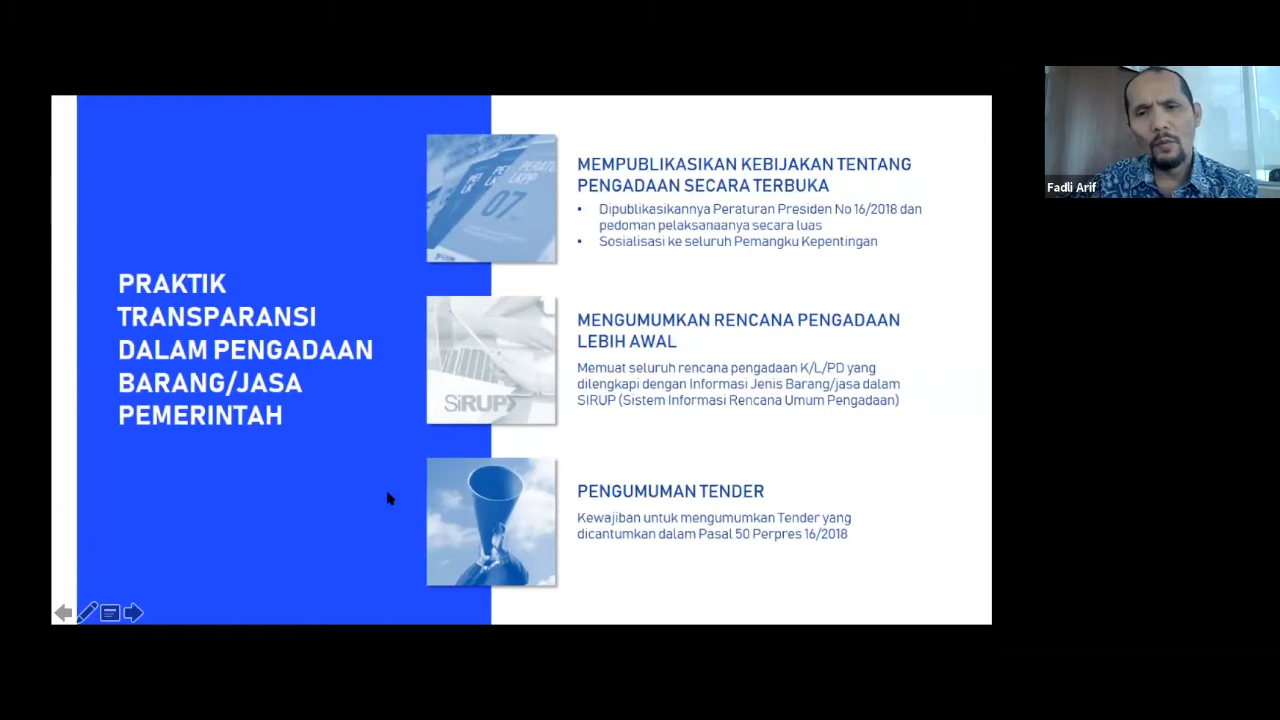 PRAKTIK
TRANSPARANSI
DALAM PENGADAAN
BARANG/JASA
PEMERINTAH
07
MEMPUBLIKASIKAN KEBIJAKAN TENTANG
PENGADAAN SECARA TERBUKA
• Dipublikasikannya Peraturan Presiden No 16/2018 dan
pedoman pelaksanaanya secara luas
• Sosialisasi ke seluruh Pemangku Kepentingan
SiRUP
MENGUMUMKAN RENCANA PENGADAAN
LEBIH AWAL
Memuat seluruh rencana pengadaan K/L/PD yang
dilengkapi dengan Informasi Jenis Barang/jasa dalam
SIRUP (Sistem Informasi Rencana Umum Pengadaan)
PENGUMUMAN TENDER
Kewajiban untuk mengumumkan Tender yang
dicantumkan dalam Pasal 50 Perpres 16/2018
Fadli Arif